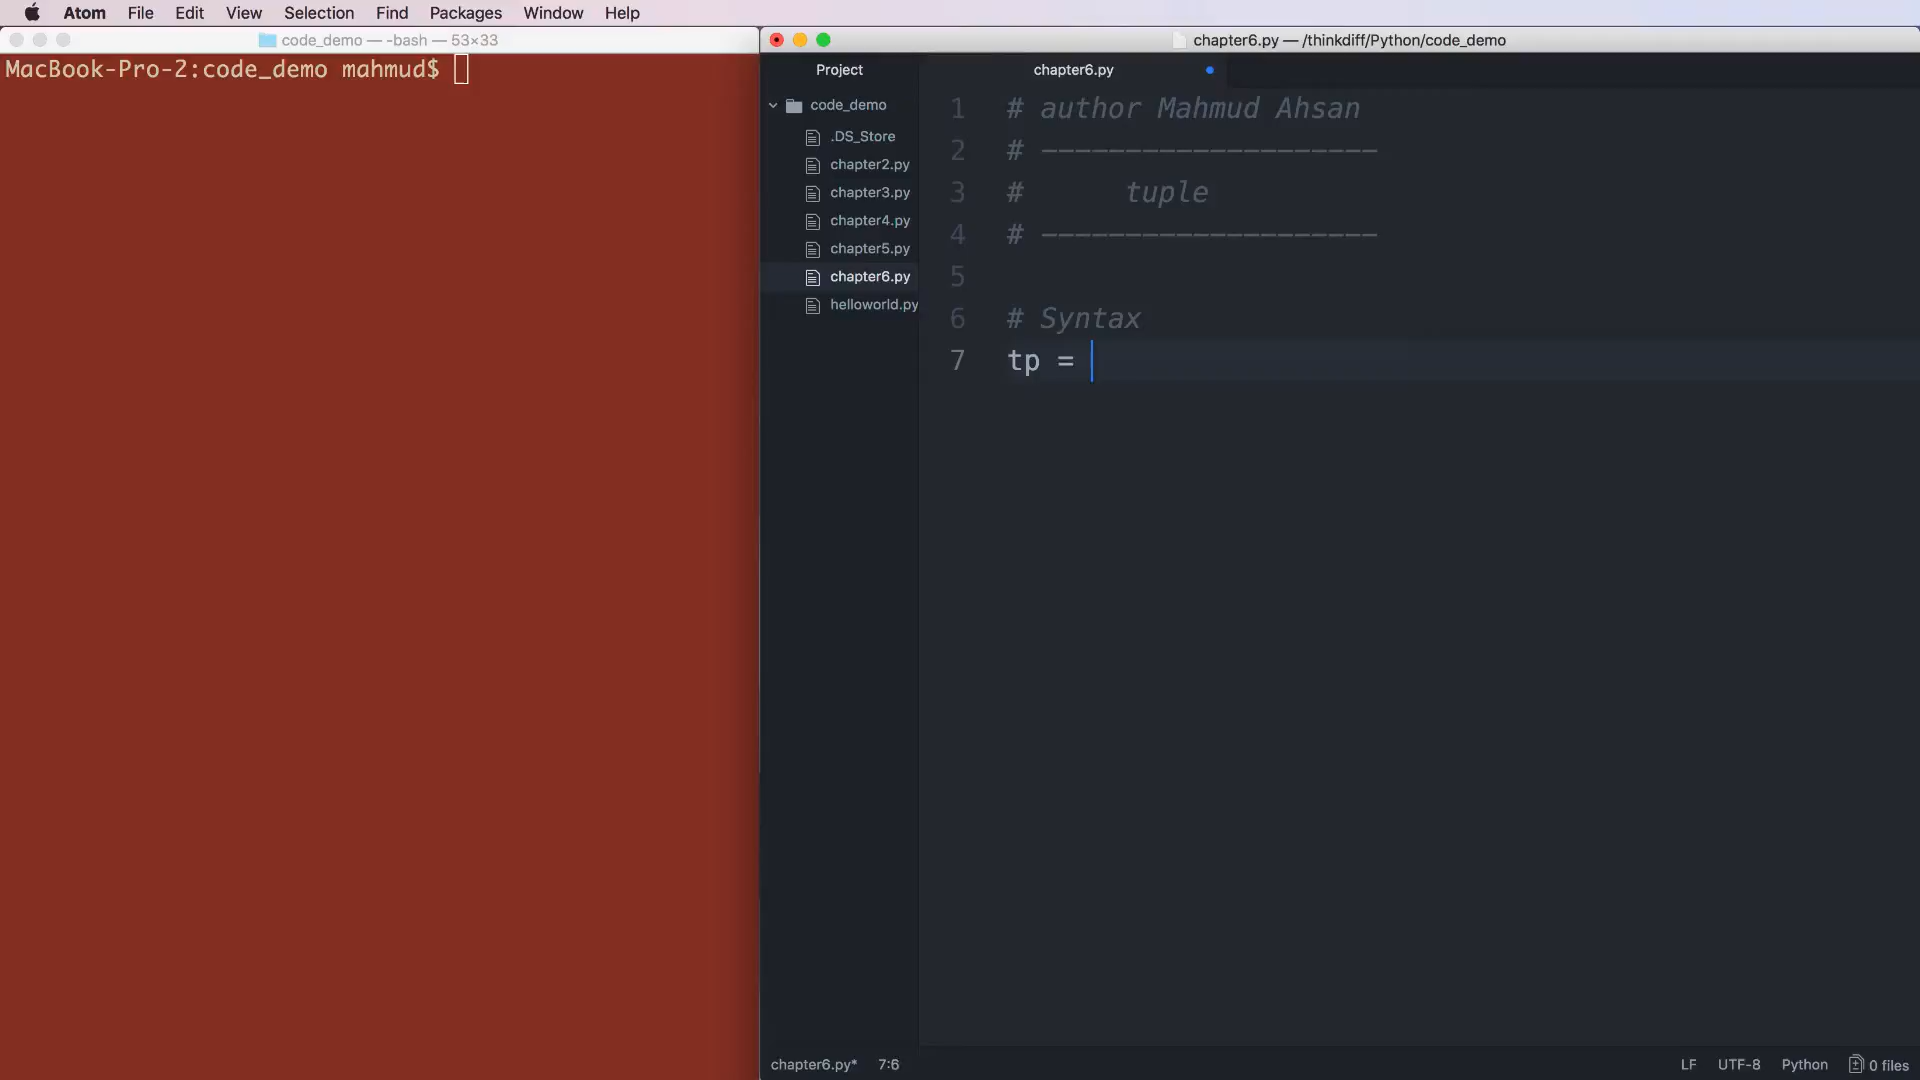 Atom File Edit View Selection Find Packages Window Help
code_demo — -bash — 53×33
MacBook-Pro-2:code_demo mahmud$
chapter6.py — /thinkdiff/Python/code_demo
Project
chapter6.py
code_demo
.DS_Store
chapter2.py
chapter3.py
chapter4.py
chapter5.py
chapter6.py
helloworld.py
1 # author Mahmud Ahsan
2 # --------------------
3 # tuple
4 # --------------------
5
6 # Syntax
7 tp =
chapter6.py* 7:6
LF UTF-8 Python 0 files